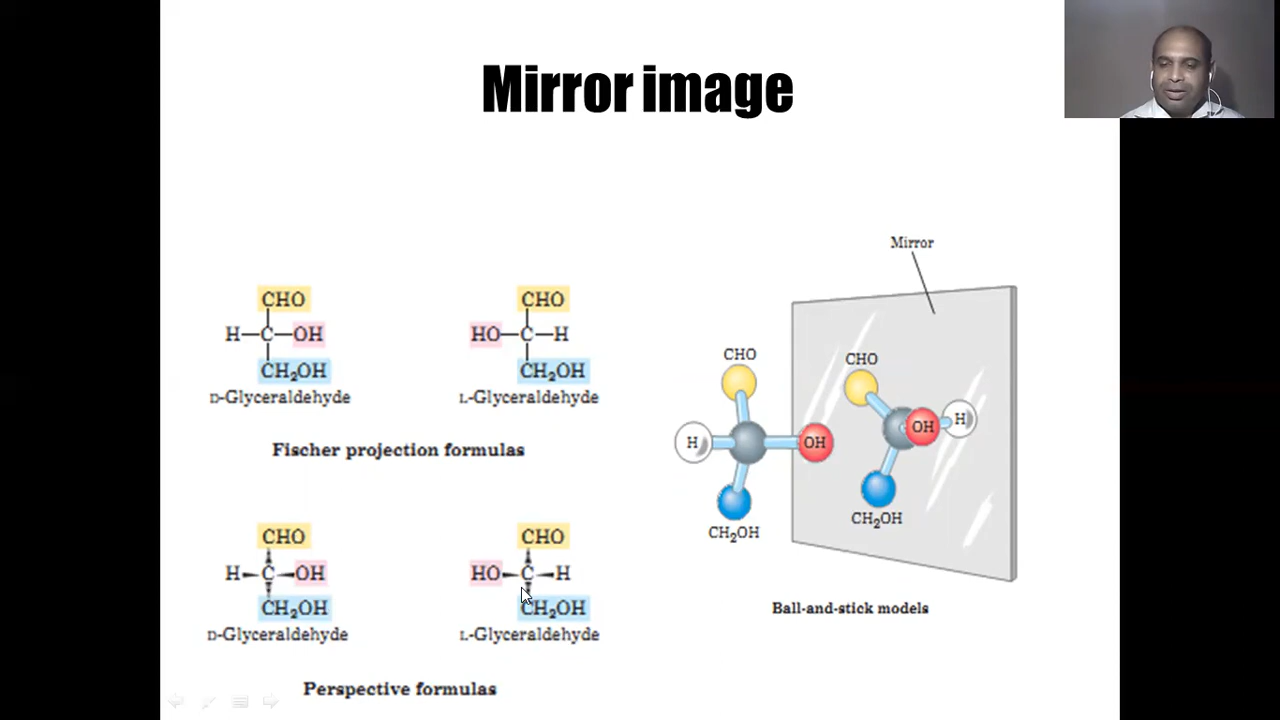 Mirror image
CHO
H—C—OH
CH₂OH
D-Glyceraldehyde
CHO
HO—C—H
CH₂OH
L-Glyceraldehyde
Fischer projection formulas
CHO
H C OH
CH₂OH
D-Glyceraldehyde
CHO
HO C H
CH₂OH
L-Glyceraldehyde
Perspective formulas
Mirror
CHO
H
OH
CH₂OH
CHO
OH
H
CH₂OH
Ball-and-stick models